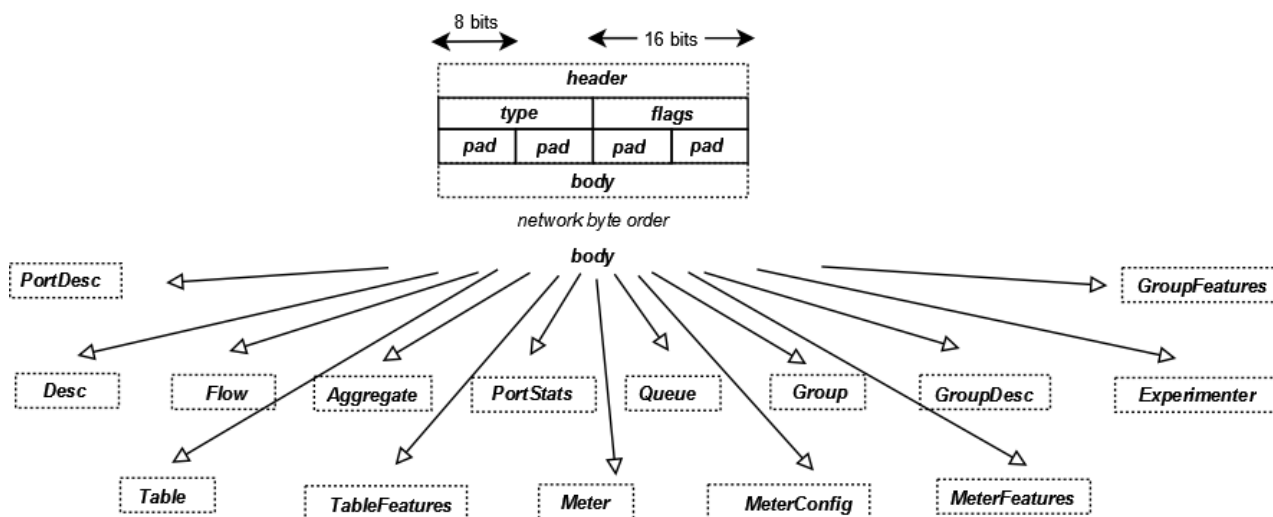 8 bits
16 bits
header
type flags
pad pad pad pad
body
network byte order
body
PortDesc GroupFeatures
Desc Flow Aggregate PortStats Queue Group GroupDesc Experimenter
Table TableFeatures Meter MeterConfig MeterFeatures